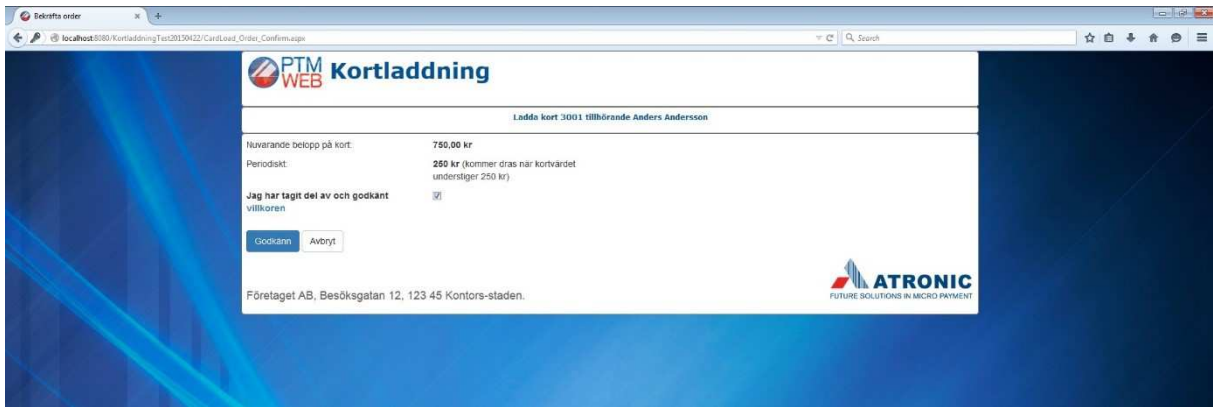 Bekräfta order
localhost:8080/KortladdningTest20150422/CardLoad_Order_Confirm.aspx
Search
PTM WEB Kortladdning
Ladda kort 3001 tillhörande Anders Andersson
Nuvarande belopp på kort: 750,00 kr
Periodiskt: 250 kr (kommer dras när kortvärdet
understiger 250 kr)
Jag har tagit del av och godkänt
villkoren
Godkänn Avbryt
ATRONIC
FUTURE SOLUTIONS IN MICRO PAYMENT
Företaget AB, Besöksgatan 12, 123 45 Kontors-staden.